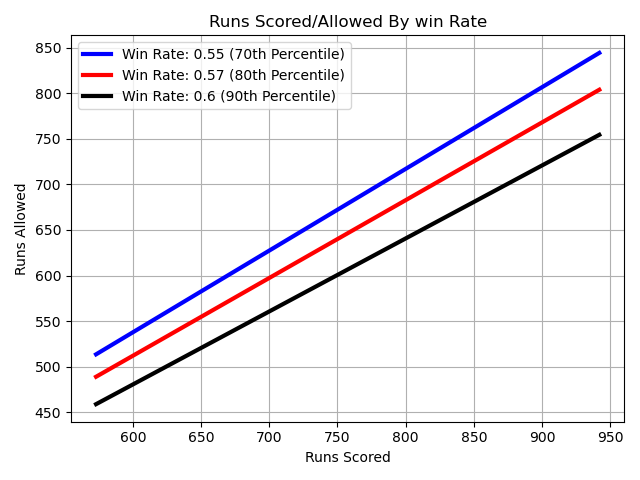 Runs Scored/Allowed By win Rate
Win Rate: 0.55 (70th Percentile)
Win Rate: 0.57 (80th Percentile)
Win Rate: 0.6 (90th Percentile)
Runs Allowed
850
800
750
700
650
600
550
500
450
600 650 700 750 800 850 900 950
Runs Scored